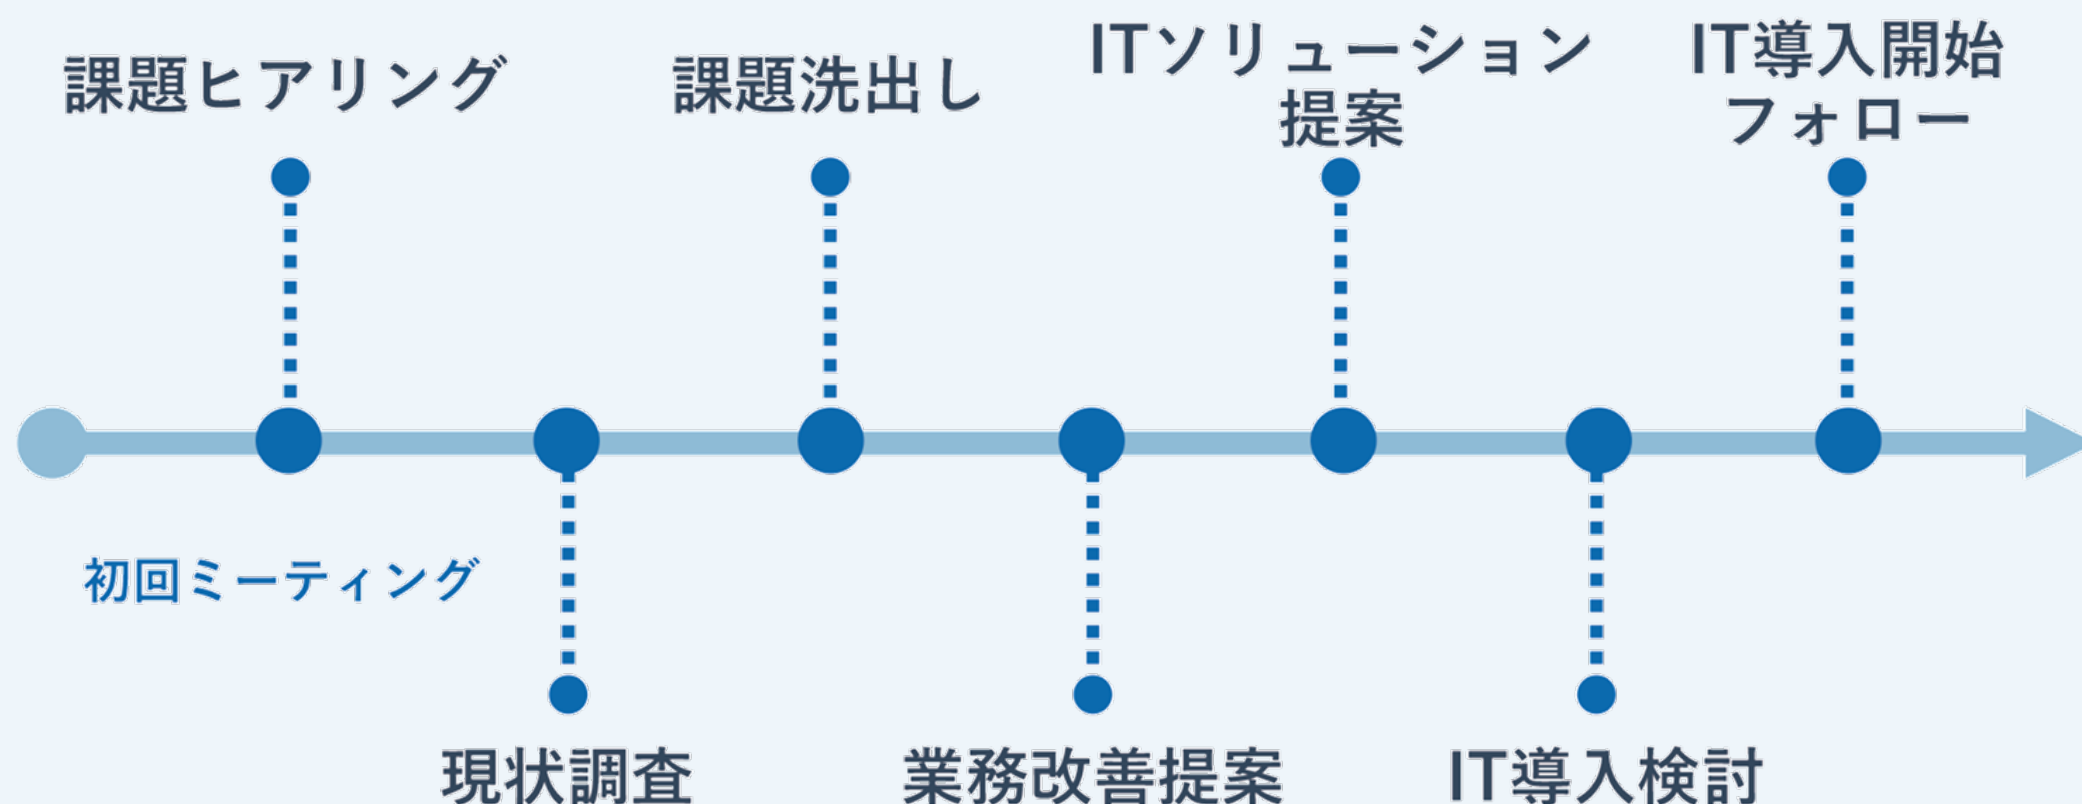 課題ヒアリング
課題洗出し
ITソリューション
提案
IT導入開始
フォロー
初回ミーティング
現状調査
業務改善提案
IT導入検討